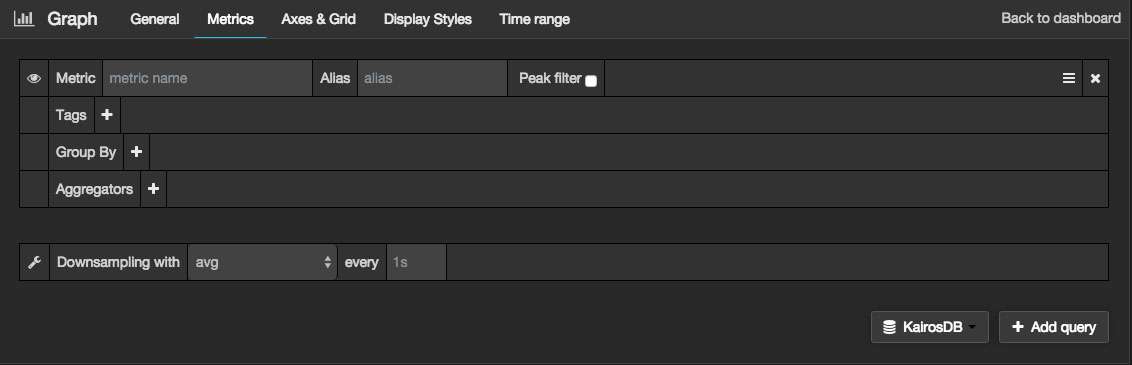 Graph General Metrics Axes & Grid Display Styles Time range Back to dashboard
Metric metric name Alias alias Peak filter
Tags
Group By
Aggregators
Downsampling with avg every 1s
KairosDB Add query